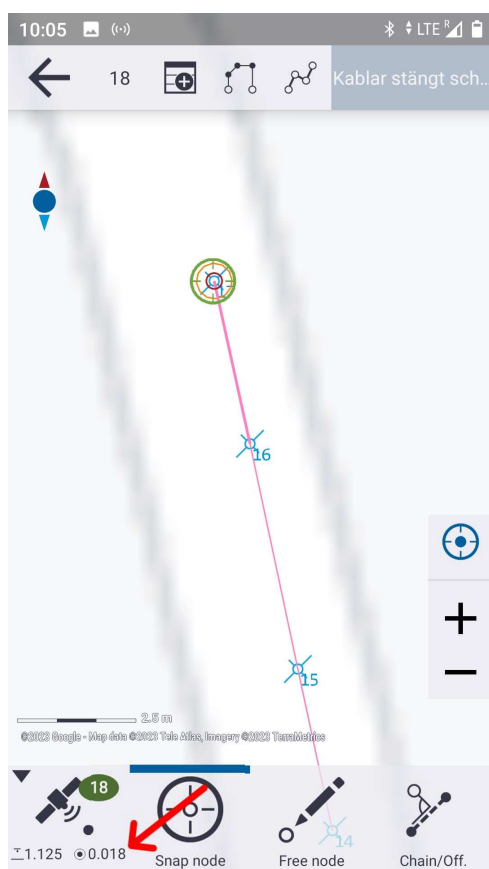 10:05 LTE R
18 Kablar stängt sch..
16
15
2.5 m
©2023 Google - Map data ©2023 Tele Atlas, Imagery ©2023 TerraMetrics
18
14
1.125 0.018 Snap node Free node Chain/Off.